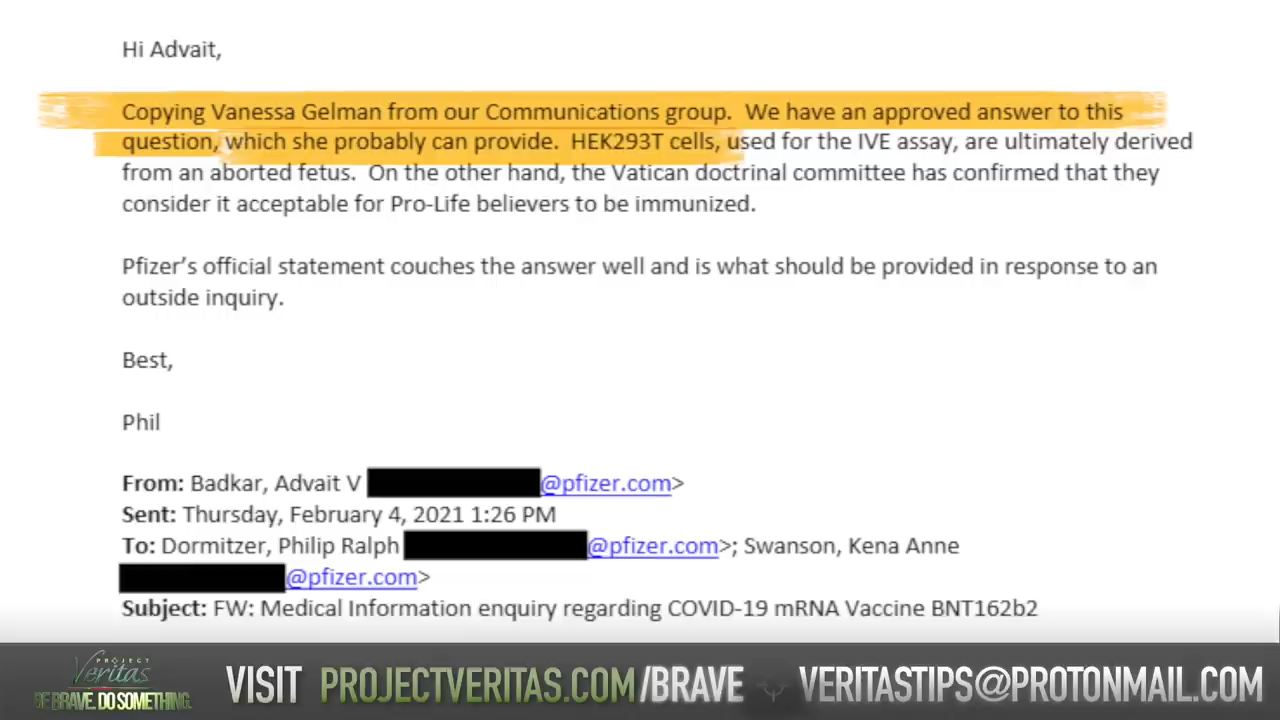 Hi Advait,
Copying Vanessa Gelman from our Communications group. We have an approved answer to this
question, which she probably can provide. HEK293T cells, used for the IVE assay, are ultimately derived
from an aborted fetus. On the other hand, the Vatican doctrinal committee has confirmed that they
consider it acceptable for Pro-Life believers to be immunized.
Pfizer’s official statement couches the answer well and is what should be provided in response to an
outside inquiry.
Best,
Phil
From: Badkar, Advait V @pfizer.com>
Sent: Thursday, February 4, 2021 1:26 PM
To: Dormitzer, Philip Ralph @pfizer.com>; Swanson, Kena Anne
@pfizer.com>
Subject: FW: Medical Information enquiry regarding COVID-19 mRNA Vaccine BNT162b2
PROJECT
Veritas
BE BRAVE. DO SOMETHING.
VISIT PROJECTVERITAS.COM/BRAVE VERITASTIPS@PROTONMAIL.COM